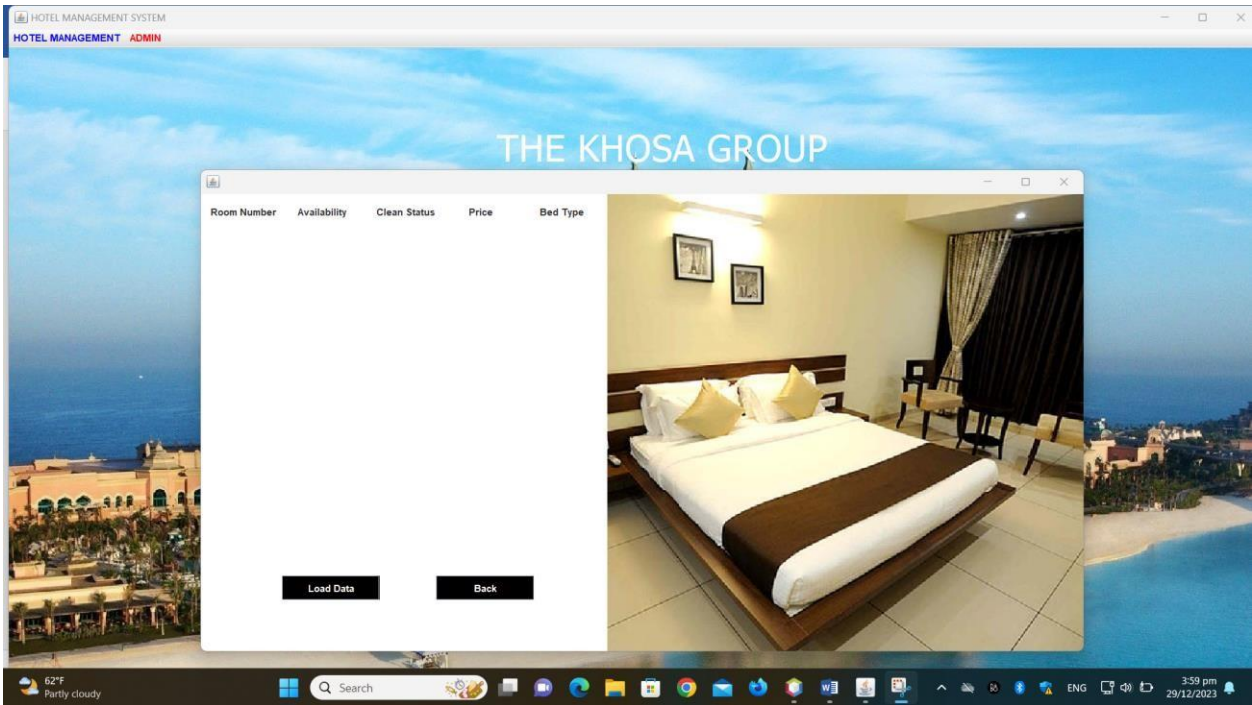 HOTEL MANAGEMENT SYSTEM
HOTEL MANAGEMENT ADMIN
THE KHOSA GROUP
Room Number Availability Clean Status Price Bed Type
Load Data Back
62°F
Partly cloudy
Search
ENG
3:59 pm
29/12/2023